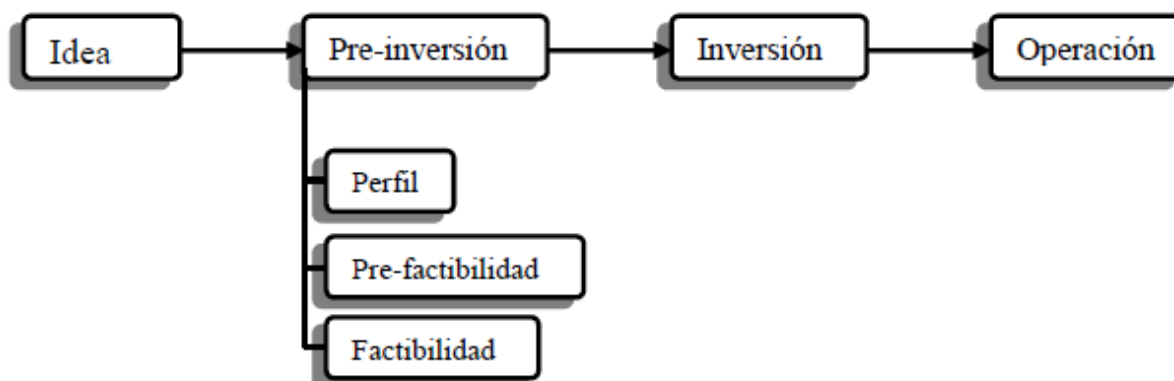 Idea
Pre-inversión
Inversión
Operación
Perfil
Pre-factibilidad
Factibilidad